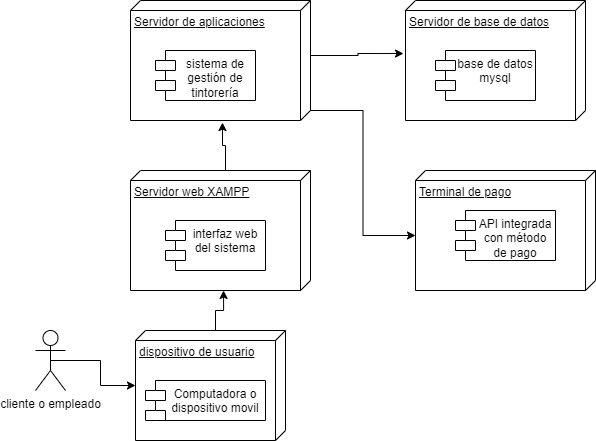 Servidor de aplicaciones
sistema de
gestión de
tintorería
Servidor de base de datos
base de datos
mysql
Servidor web XAMPP
interfaz web
del sistema
Terminal de pago
API integrada
con método
de pago
dispositivo de usuario
Computadora o
dispositivo movil
cliente o empleado